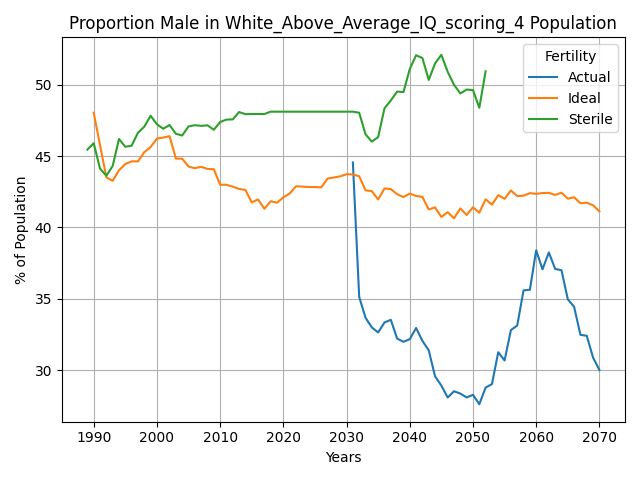 Proportion Male in White_Above_Average_IQ_scoring_4 Population
Fertility
Actual
Ideal
Sterile
% of Population
50
45
40
35
30
1990 2000 2010 2020 2030 2040 2050 2060 2070
Years